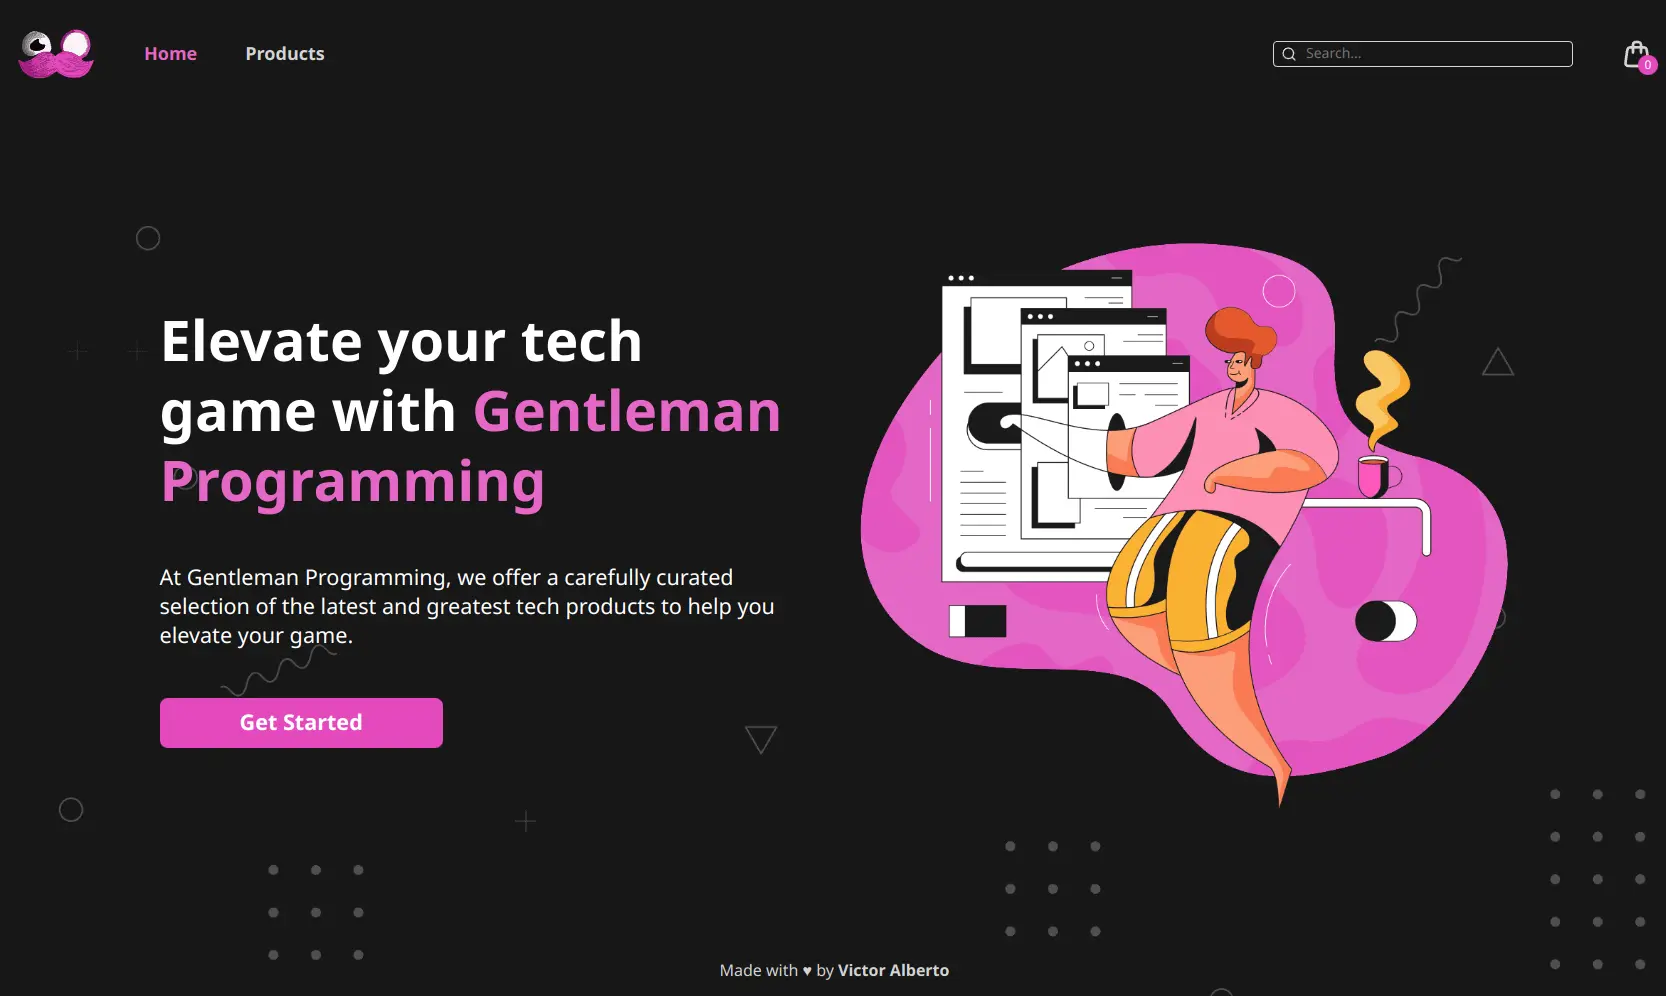 Home
Products
Search...
0
Elevate your tech
game with Gentleman
Programming
At Gentleman Programming, we offer a carefully curated
selection of the latest and greatest tech products to help you
elevate your game.
Get Started
Made with ♥ by Victor Alberto